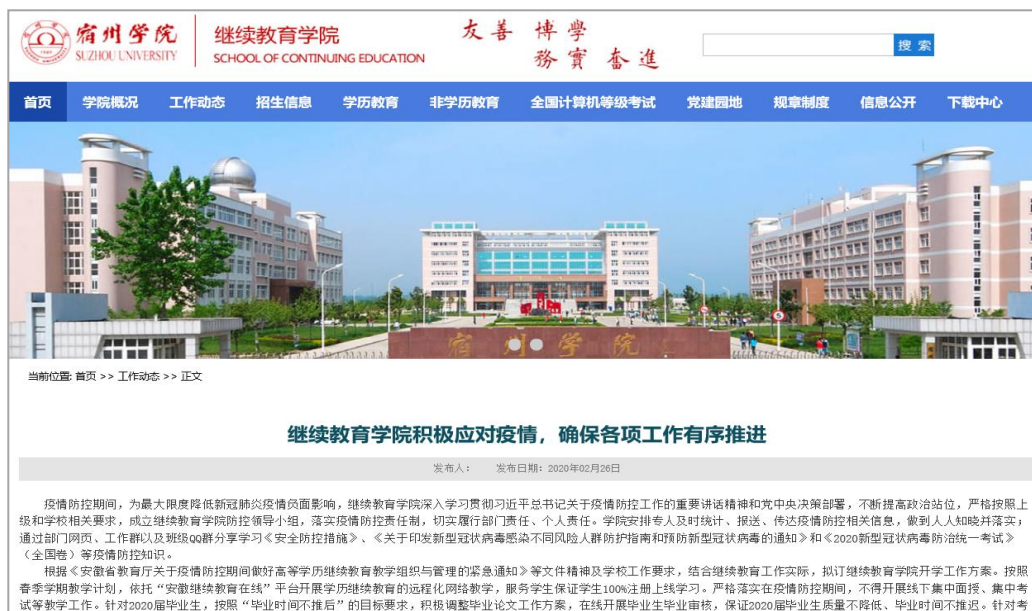 宿州学院
SUZHOU UNIVERSITY
继续教育学院
SCHOOL OF CONTINUING EDUCATION
友善 博學
務實 奋進
搜 索
首页 学院概况 工作动态 招生信息 学历教育 非学历教育 全国计算机等级考试 党建园地 规章制度 信息公开 下载中心
宿州学院
当前位置: 首页 >> 工作动态 >> 正文
继续教育学院积极应对疫情，确保各项工作有序推进
发布人： 发布日期：2020年02月26日
疫情防控期间，为最大限度降低新冠肺炎疫情负面影响，继续教育学院深入学习贯彻习近平总书记关于疫情防控工作的重要讲话精神和党中央决策部署，不断提高政治站位，严格按照上
级和学校相关要求，成立继续教育学院防控领导小组，落实疫情防控责任制，切实履行部门责任、个人责任。学院安排专人及时统计、报送、传达疫情防控相关信息，做到人人知晓并落实；
通过部门网页、工作群以及班级QQ群分享学习《安全防控措施》、《关于印发新型冠状病毒感染不同风险人群防护指南和预防新型冠状病毒的通知》和《2020新型冠状病毒防治统一考试》
（全国卷）等疫情防控知识。
根据《安徽省教育厅关于疫情防控期间做好高等学历继续教育教学组织与管理的紧急通知》等文件精神及学校工作要求，结合继续教育工作实际，拟订继续教育学院开学工作方案。按照
春季学期教学计划，依托“安徽继续教育在线”平台开展学历继续教育的远程化网络教学，服务学生保证学生100%注册上线学习。严格落实在疫情防控期间，不得开展线下集中面授、集中考
试等教学工作。针对2020届毕业生，按照“毕业时间不推后”的目标要求，积极调整毕业论文工作方案，在线开展毕业生毕业审核，保证2020届毕业生质量不降低、毕业时间不推迟。针对考